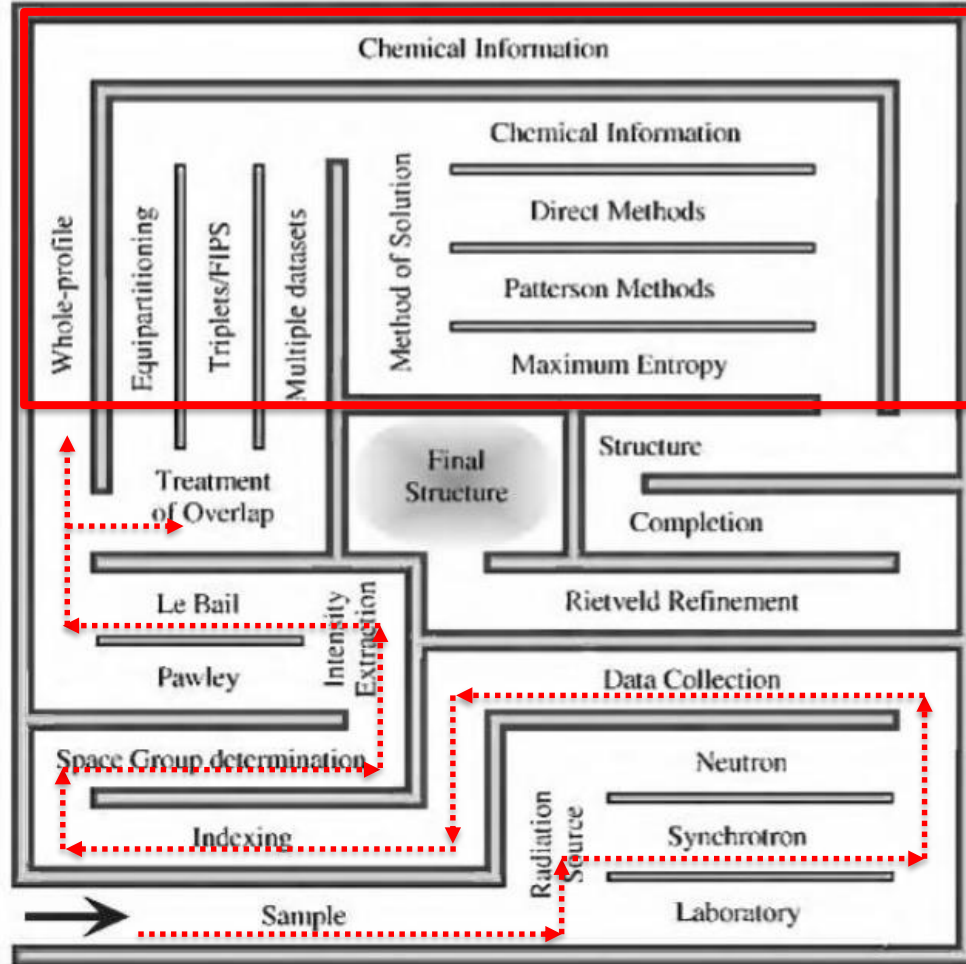 Chemical Information
Chemical Information
Direct Methods
Patterson Methods
Maximum Entropy
Whole-profile
Equipartitioning
Triplets/FIPS
Multiple datasets
Method of Solution
Treatment
of Overlap
Final
Structure
Structure
Completion
Rietveld Refinement
Le Bail
Pawley
Intensity
Extraction
Data Collection
Space Group determination
Indexing
Neutron
Synchrotron
Laboratory
Radiation
Source
Sample